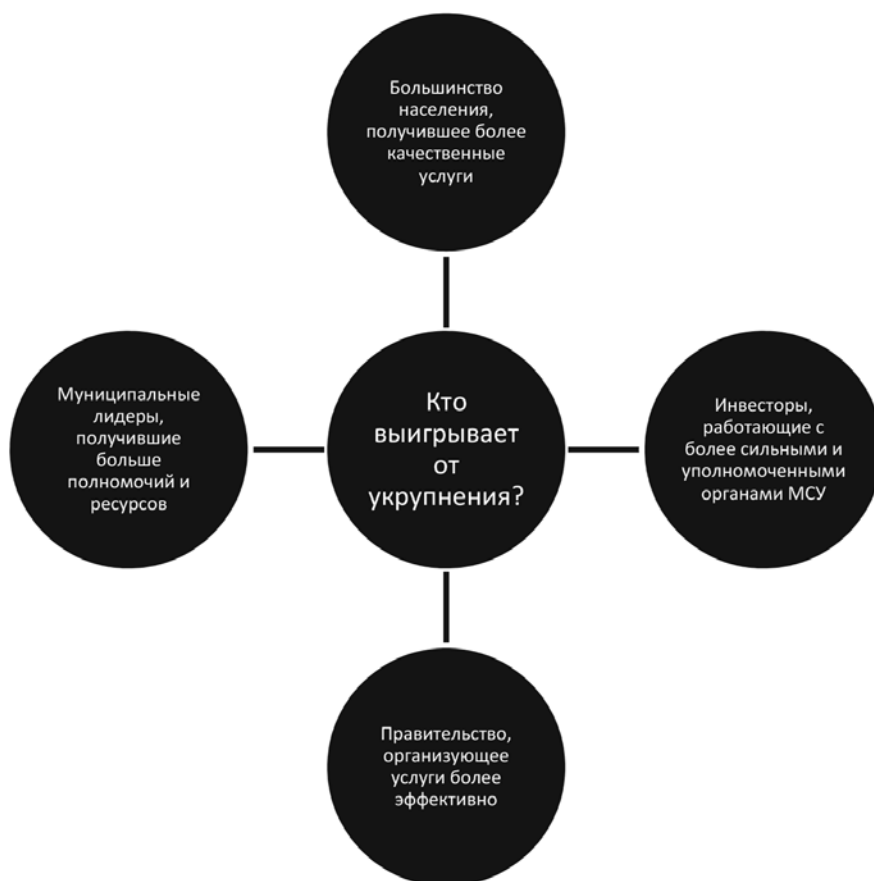 Большинство
населения,
получившее более
качественные
услуги
Муниципальные
лидеры,
получившие
больше
полномочий и
ресурсов
Кто
выигрывает
от
укрупнения?
Инвесторы,
работающие с
более сильными и
уполномоченными
органами МСУ
Правительство,
организующее
услуги более
эффективно